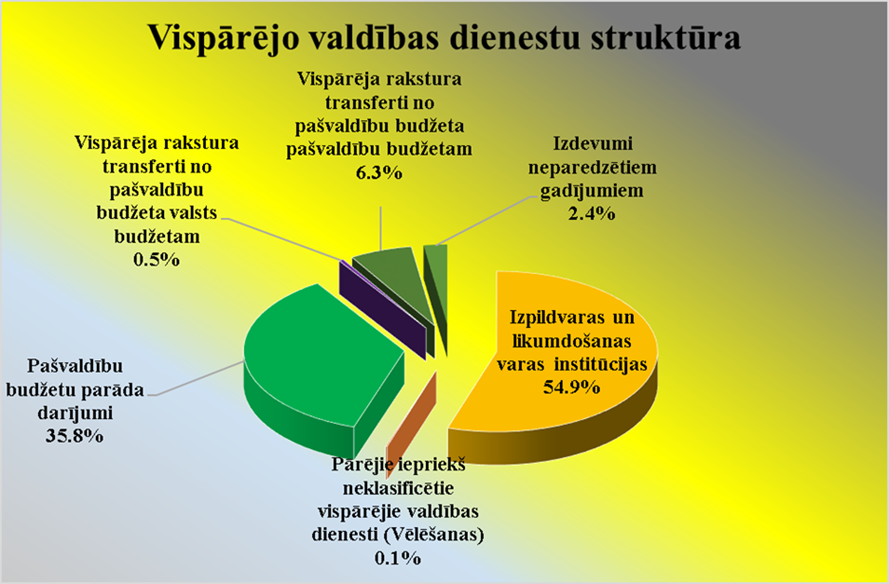 Vispārējo valdības dienestu struktūra
Vispārēja rakstura
transferti no
pašvaldību budžeta
pašvaldību budžetam
6.3%
Vispārēja rakstura
transferti no
pašvaldību
budžeta valsts
budžetam
0.5%
Izdevumi
neparedzētiem
gadījumiem
2.4%
Izpildvaras un
likumdošanas
varas institūcijas
54.9%
Pašvaldību
budžetu parāda
darījumi
35.8%
Pārējie iepriekš
neklasificētie
vispārējie valdības
dienesti (Vēlēšanas)
0.1%